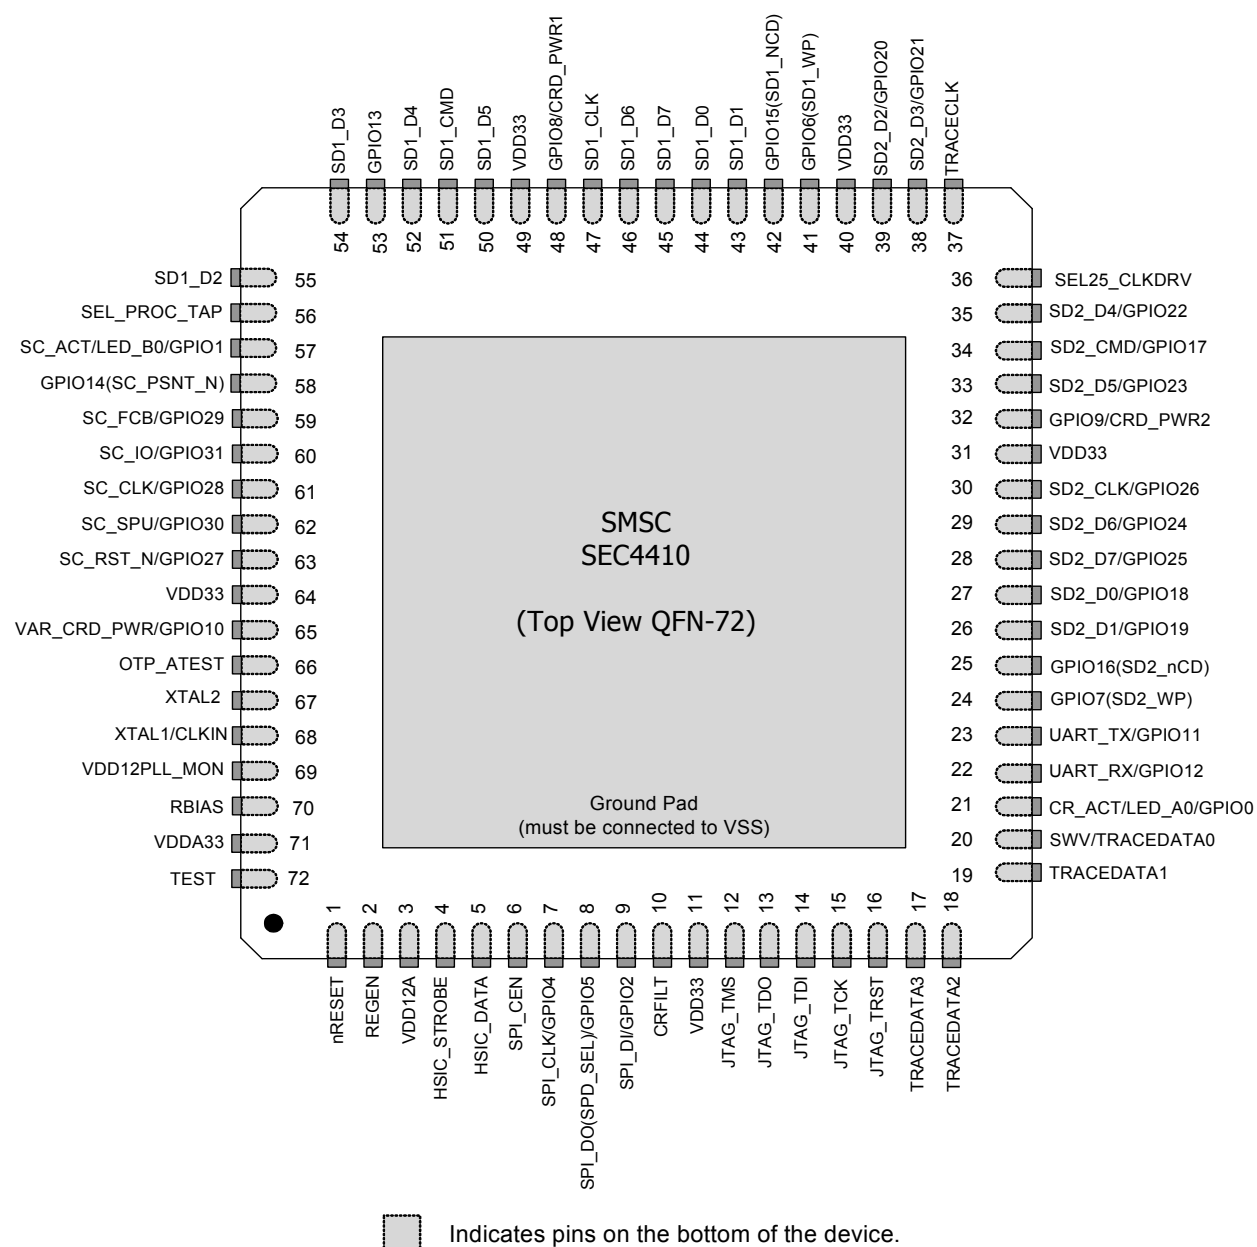 SD1_D3
GPIO13
SD1_D4
SD1_CMD
SD1_D5
VDD33
GPIO8/CRD_PWR1
SD1_CLK
SD1_D6
SD1_D7
SD1_D0
SD1_D1
GPIO15(SD1_NCD)
GPIO6(SD1_WP)
VDD33
SD2_D2/GPIO20
SD2_D3/GPIO21
TRACECLK
54
53
52
51
50
49
48
47
46
45
44
43
42
41
40
39
38
37
SD1_D2 55
SEL_PROC_TAP 56
SC_ACT/LED_B0/GPIO1 57
GPIO14(SC_PSNT_N) 58
SC_FCB/GPIO29 59
SC_IO/GPIO31 60
SC_CLK/GPIO28 61
SC_SPU/GPIO30 62
SC_RST_N/GPIO27 63
VDD33 64
VAR_CRD_PWR/GPIO10 65
OTP_ATEST 66
XTAL2 67
XTAL1/CLKIN 68
VDD12PLL_MON 69
RBIAS 70
VDDA33 71
TEST 72
SMSC
SEC4410
(Top View QFN-72)
Ground Pad
(must be connected to VSS)
36 SEL25_CLKDRV
35 SD2_D4/GPIO22
34 SD2_CMD/GPIO17
33 SD2_D5/GPIO23
32 GPIO9/CRD_PWR2
31 VDD33
30 SD2_CLK/GPIO26
29 SD2_D6/GPIO24
28 SD2_D7/GPIO25
27 SD2_D0/GPIO18
26 SD2_D1/GPIO19
25 GPIO16(SD2_nCD)
24 GPIO7(SD2_WP)
23 UART_TX/GPIO11
22 UART_RX/GPIO12
21 CR_ACT/LED_A0/GPIO0
20 SWV/TRACEDATA0
19 TRACEDATA1
1
2
3
4
5
6
7
8
9
10
11
12
13
14
15
16
17
18
nRESET
REGEN
VDD12A
HSIC_STROBE
HSIC_DATA
SPI_CEN
SPI_CLK/GPIO4
SPI_DO(SPD_SEL)/GPIO5
SPI_DI/GPIO2
CRFILT
VDD33
JTAG_TMS
JTAG_TDO
JTAG_TDI
JTAG_TCK
JTAG_TRST
TRACEDATA3
TRACEDATA2
Indicates pins on the bottom of the device.